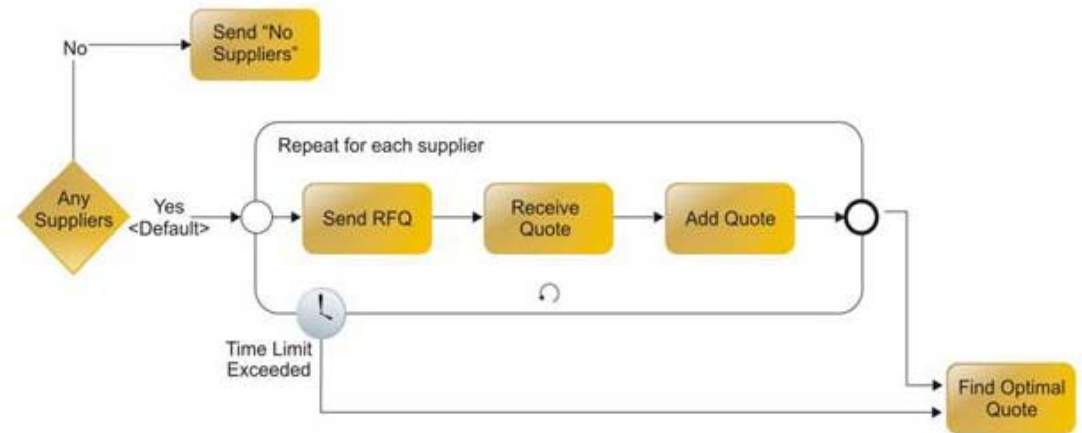 No
Send “No
Suppliers”
Repeat for each supplier
Any
Suppliers
Yes
<Default>
Send RFQ
Receive
Quote
Add Quote
Time Limit
Exceeded
Find Optimal
Quote